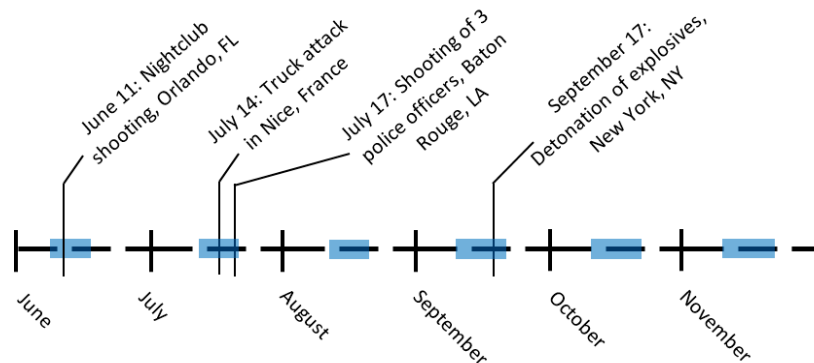 June 11: Nightclub
shooting, Orlando, FL
July 14: Truck attack
in Nice, France
July 17: Shooting of 3
police officers, Baton
Rouge, LA
September 17:
Detonation of explosives,
New York, NY
June
July
August
September
October
November